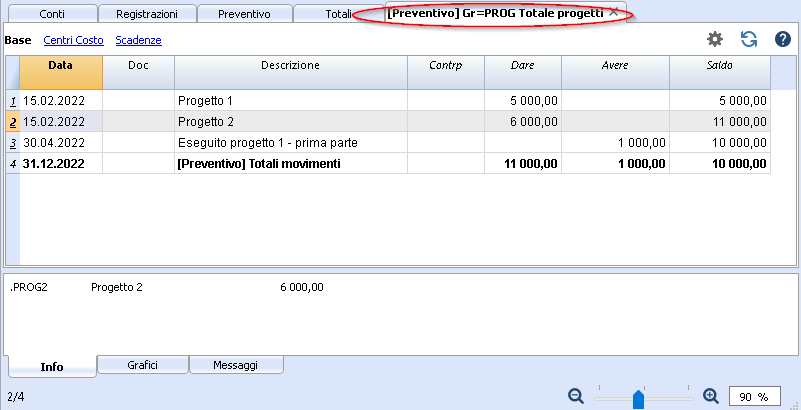 Conti Registrazioni Preventivo Totali [Preventivo] Gr=PROG Totale progetti
Base Centri Costo Scadenze
Data Doc Descrizione Contrp Dare Avere Saldo
1 15.02.2022 Progetto 1 5 000,00 5 000,00
2 15.02.2022 Progetto 2 6 000,00 11 000,00
3 30.04.2022 Eseguito progetto 1 - prima parte 1 000,00 10 000,00
4 31.12.2022 [Preventivo] Totali movimenti 11 000,00 1 000,00 10 000,00
.PROG2 Progetto 2 6 000,00
Info Grafici Messaggi
2/4 90 %